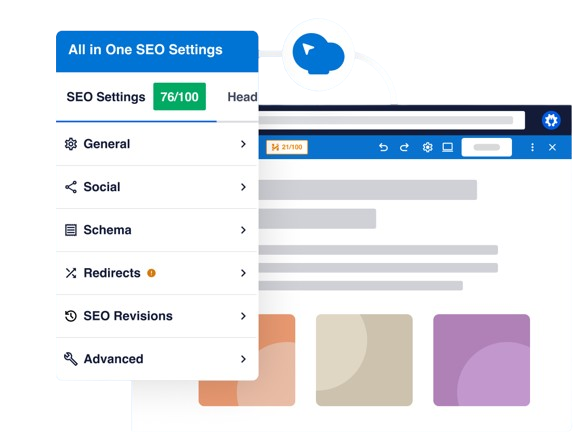 All in One SEO Settings
SEO Settings 76/100 Head
21/100
General
Social
Schema
Redirects
SEO Revisions
Advanced